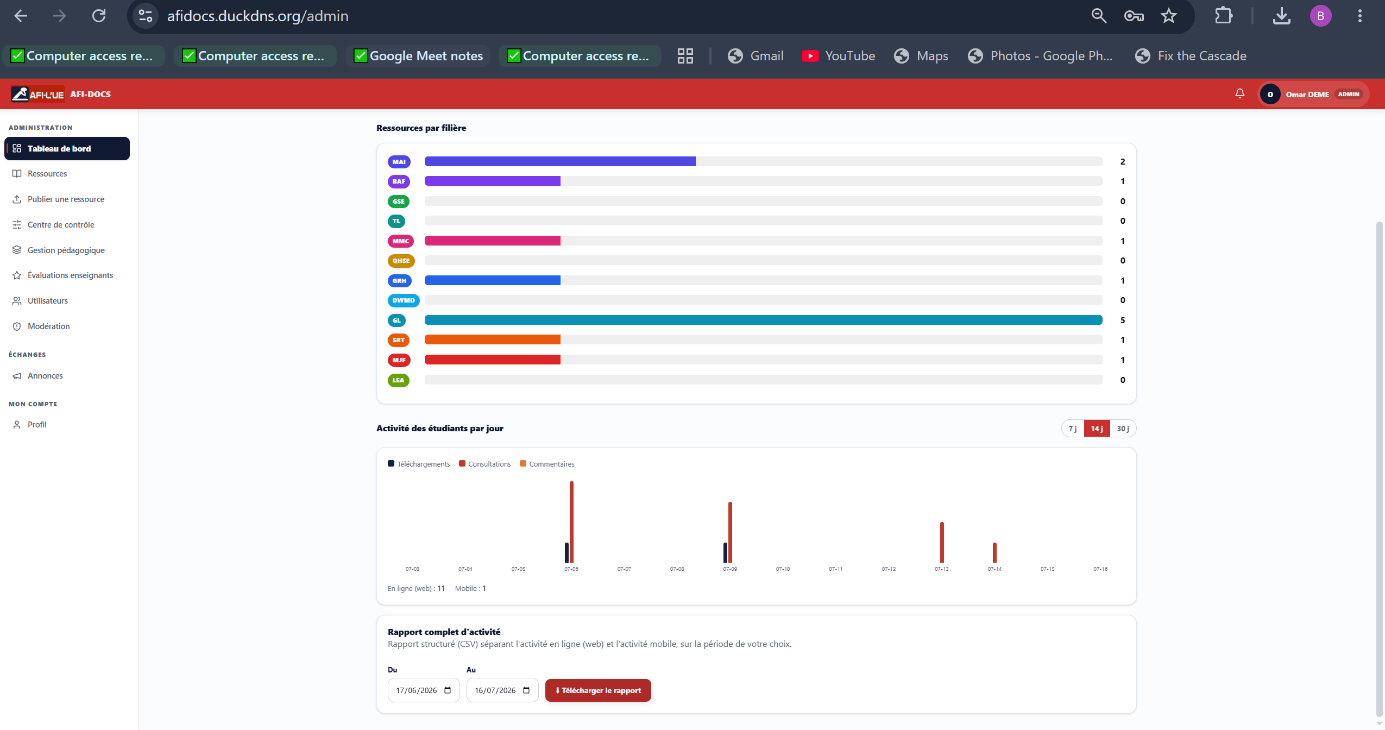 afidocs.duckdns.org/admin
B
Computer access re...
Computer access re...
Google Meet notes
Computer access re...
Gmail
YouTube
Maps
Photos - Google Ph...
Fix the Cascade
AFI-L'UE
AFI-DOCS
O
Omar DEME
ADMIN
ADMINISTRATION
Tableau de bord
Ressources
Publier une ressource
Centre de contrôle
Gestion pédagogique
Évaluations enseignants
Utilisateurs
Modération
ÉCHANGES
Annonces
MON COMPTE
Profil
Ressources par filière
MAI 2
BAF 1
GSE 0
TL 0
MMC 1
QHSE 0
GRH 1
DWMD 0
GL 5
SRT 1
MJF 1
LEA 0
Activité des étudiants par jour
7 j 14 j 30 j
Téléchargements Consultations Commentaires
07-03 07-04 07-05 07-06 07-07 07-08 07-09 07-10 07-11 07-12 07-13 07-14 07-15 07-16
En ligne (web) : 11 Mobile : 1
Rapport complet d'activité
Rapport structuré (CSV) séparant l'activité en ligne (web) et l'activité mobile, sur la période de votre choix.
Du Au
17/06/2026 16/07/2026 Télécharger le rapport